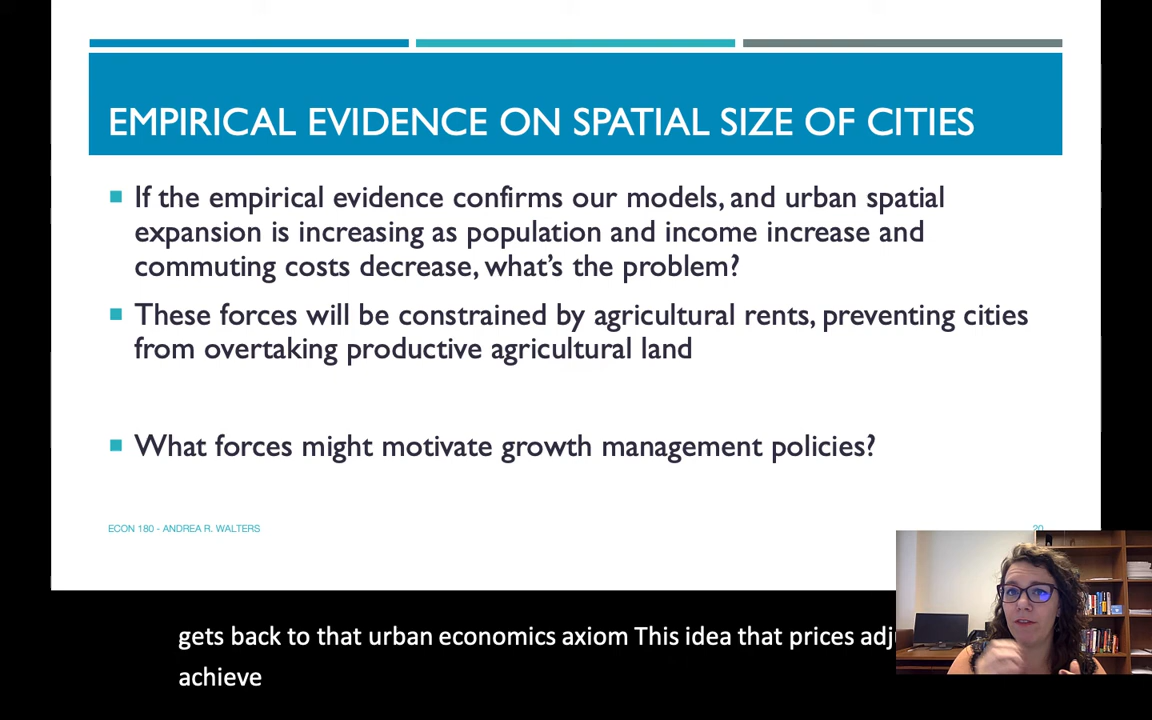 EMPIRICAL EVIDENCE ON SPATIAL SIZE OF CITIES
If the empirical evidence confirms our models, and urban spatial
expansion is increasing as population and income increase and
commuting costs decrease, what's the problem?
These forces will be constrained by agricultural rents, preventing cities
from overtaking productive agricultural land
What forces might motivate growth management policies?
ECON 180 - ANDREA R. WALTERS
gets back to that urban economics axiom This idea that prices
achieve